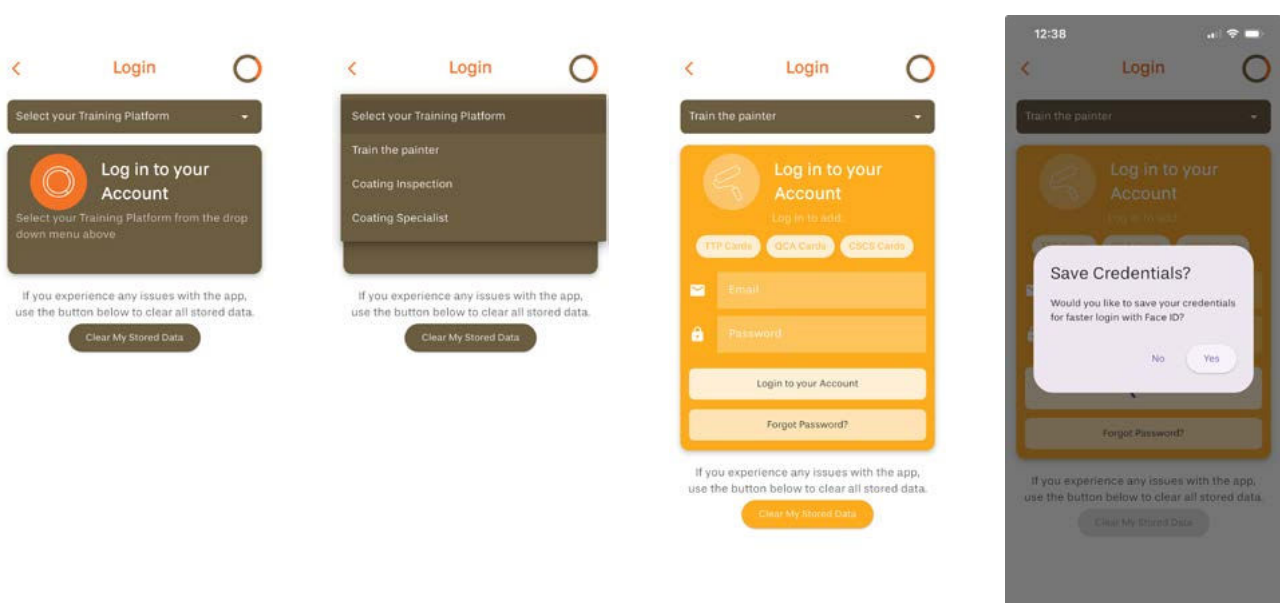 Login
Select your Training Platform
Log in to your
Account
Select your Training Platform from the drop
down menu above
If you experience any issues with the app,
use the button below to clear all stored data.
Clear My Stored Data
Login
Select your Training Platform
Train the painter
Coating Inspection
Coating Specialist
If you experience any issues with the app,
use the button below to clear all stored data.
Clear My Stored Data
Login
Train the painter
Log in to your
Account
Log in to add:
TTP Cards QCA Cards CSCS Cards
Email
Password
Login to your Account
Forgot Password?
If you experience any issues with the app,
use the button below to clear all stored data.
Clear My Stored Data
12:38
Login
Train the painter
Log in to your
Account
Log in to add:
Save Credentials?
Would you like to save your credentials
for faster login with Face ID?
No Yes
Forgot Password?
If you experience any issues with the app,
use the button below to clear all stored data.
Clear My Stored Data